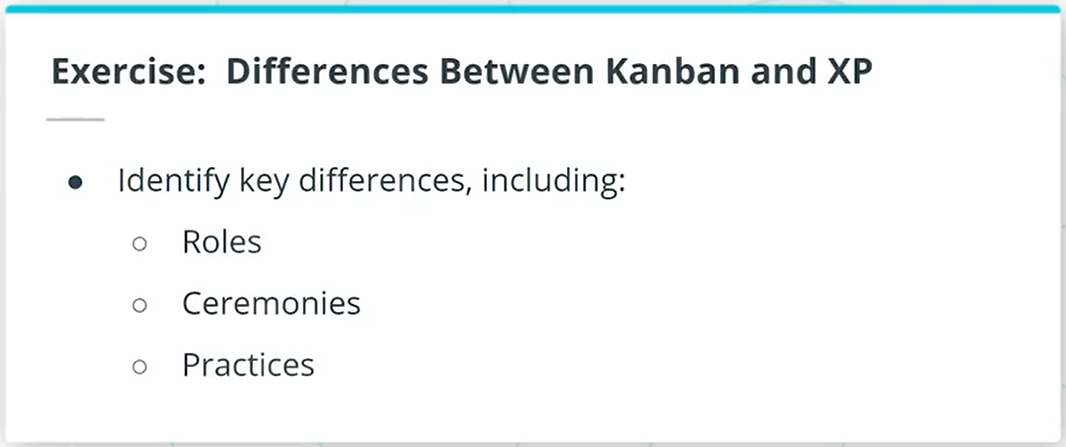 Exercise: Differences Between Kanban and XP
● Identify key differences, including:
○ Roles
○ Ceremonies
○ Practices